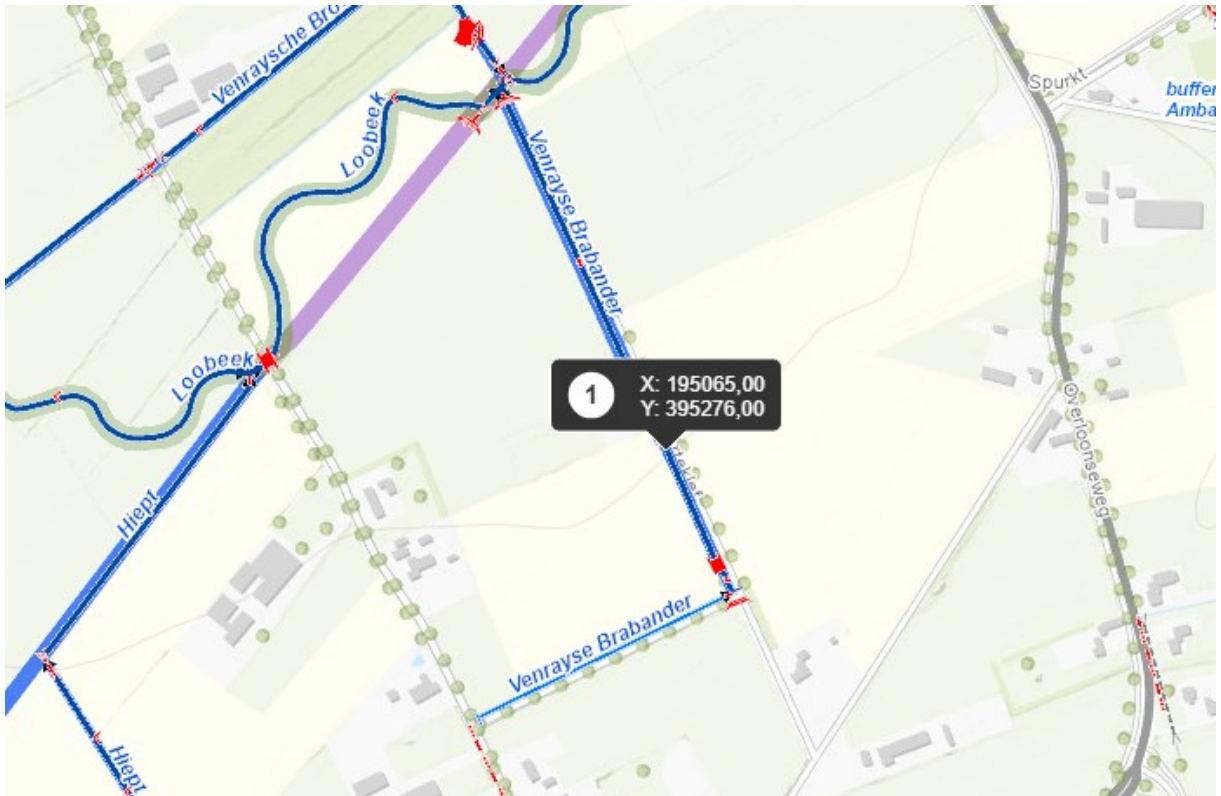 Venraysche Bro
Spurkt
buffer
Amba
Loobeek
Venrayse Brabander
Loobeek
1
X: 195065,00
Y: 395276,00
Overloonseweg
Hiept
Venrayse Brabander
Hiept